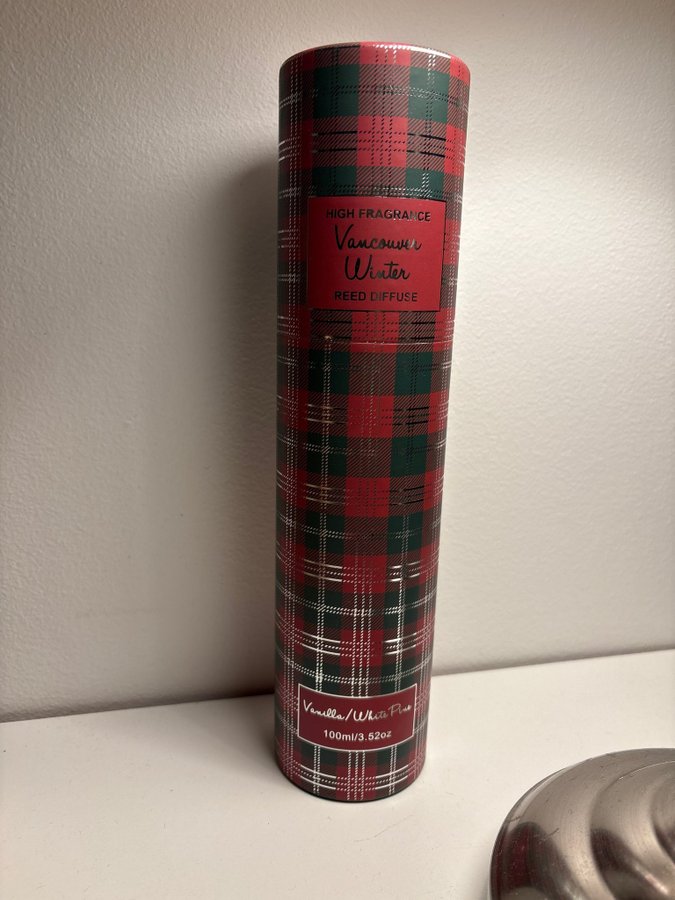 HIGH FRAGRANCE
Vancouver
Winter
REED DIFFUSE
Vanilla/White Pine
100ml/3.52oz